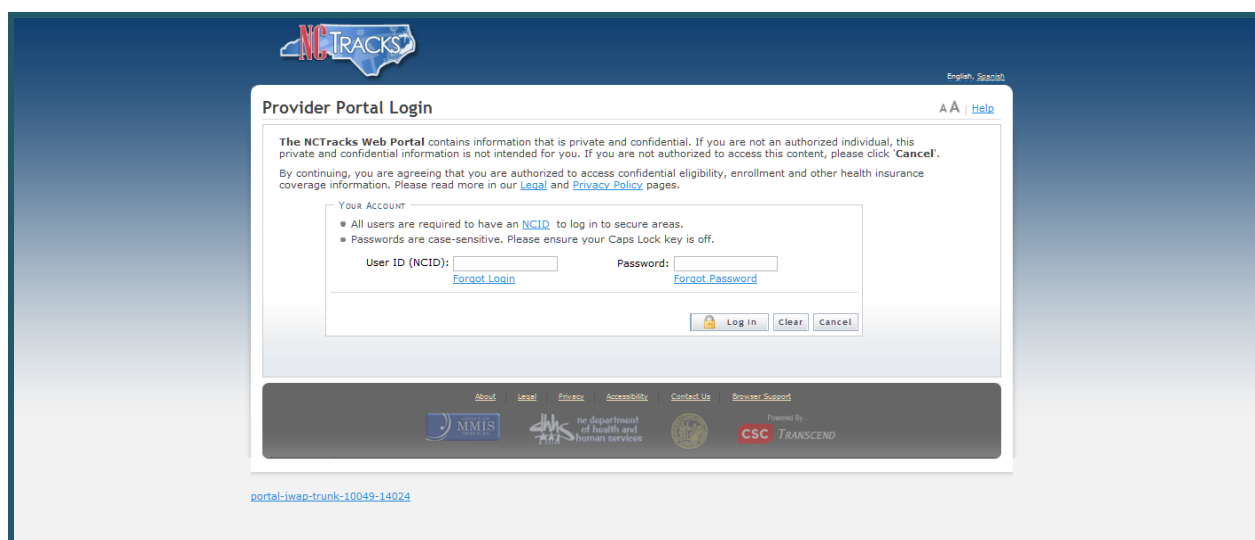 NCTRACKS
English, Spanish
Provider Portal Login
A A | Help
The NCTracks Web Portal contains information that is private and confidential. If you are not an authorized individual, this
private and confidential information is not intended for you. If you are not authorized to access this content, please click 'Cancel'.
By continuing, you are agreeing that you are authorized to access confidential eligibility, enrollment and other health insurance
coverage information. Please read more in our Legal and Privacy Policy pages.
YOUR ACCOUNT
All users are required to have an NCID to log in to secure areas.
Passwords are case-sensitive. Please ensure your Caps Lock key is off.
User ID (NCID): Password:
Forgot Login Forgot Password
Log In Clear Cancel
About Legal Privacy Accessibility Contact Us Browser Support
MMIS
dhhs
nc department
of health and
human services
Powered By
CSC TRANSCEND
portal-iwap-trunk-10049-14024